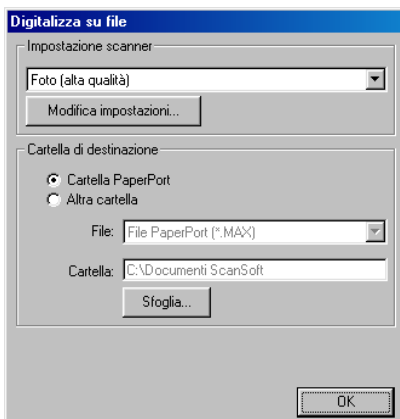 Digitalizza su file
Impostazione scanner
Foto (alta qualità)
Modifica impostazioni...
Cartella di destinazione
Cartella PaperPort
Altra cartella
File: File PaperPort (*.MAX)
Cartella: C:\Documenti ScanSoft
Sfoglia...
OK